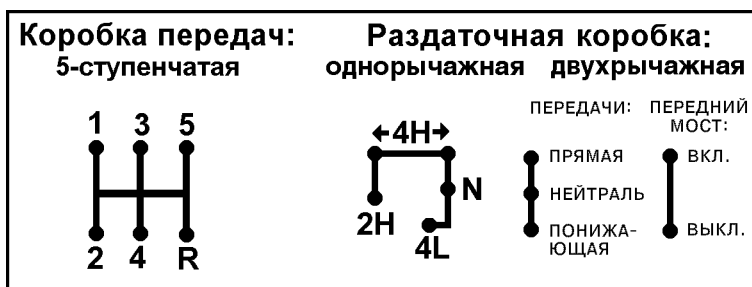 Коробка передач:
5-ступенчатая
1 3 5
2 4 R
Раздаточная коробка:
однорычажная двухрычажная
4H
N
2H
4L
ПЕРЕДАЧИ:
ПРЯМАЯ
НЕЙТРАЛЬ
ПОНИЖА-
ЮЩАЯ
ПЕРЕДНИЙ
МОСТ:
ВКЛ.
ВЫКЛ.